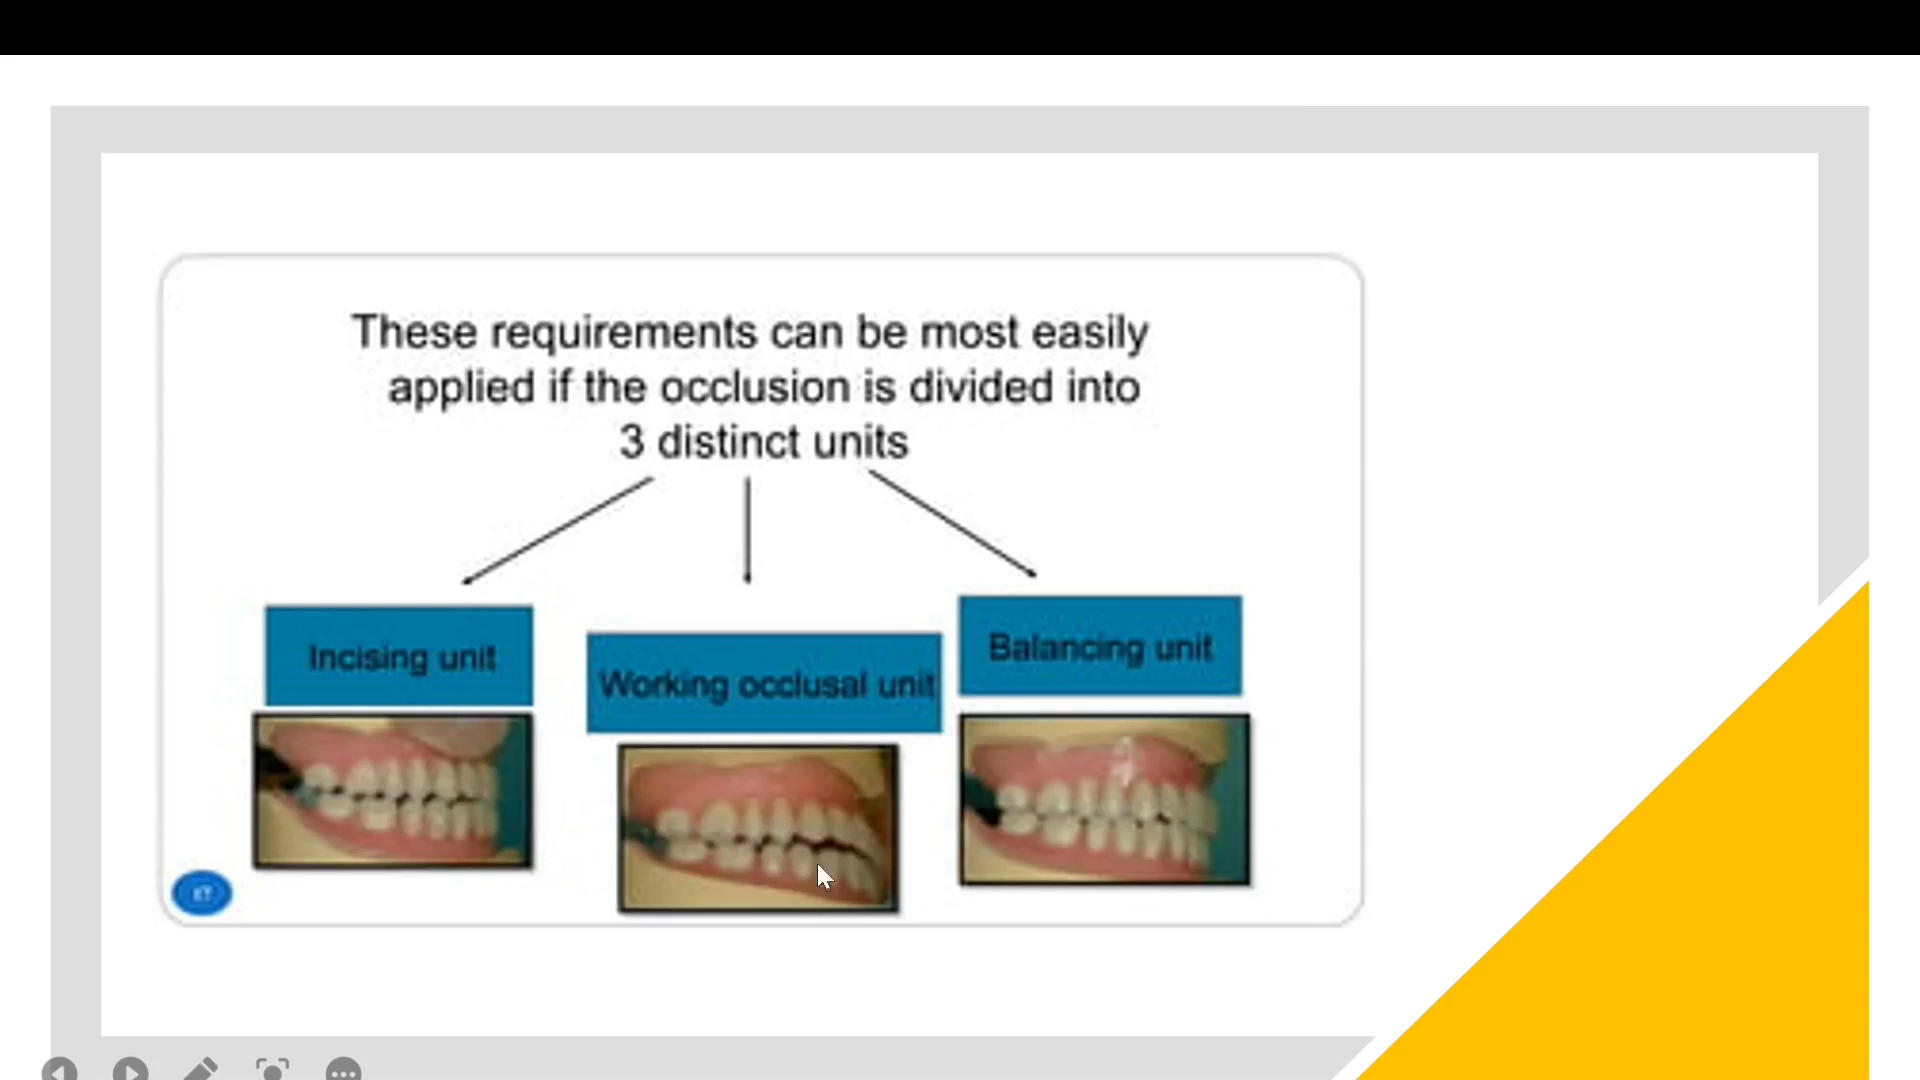 These requirements can be most easily
applied if the occlusion is divided into
3 distinct units
Incising unit
Working occlusal unit
Balancing unit